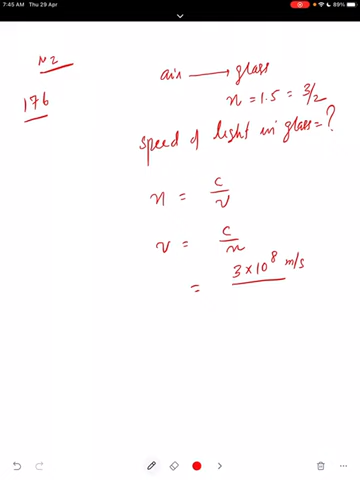 7:45 AM Thu 29 Apr
89%
N2
176
air → glass
n = 1.5 = 3/2
speed of light in glass = ?
n = c/v
v = c/n
= 3 × 10⁸ m/s